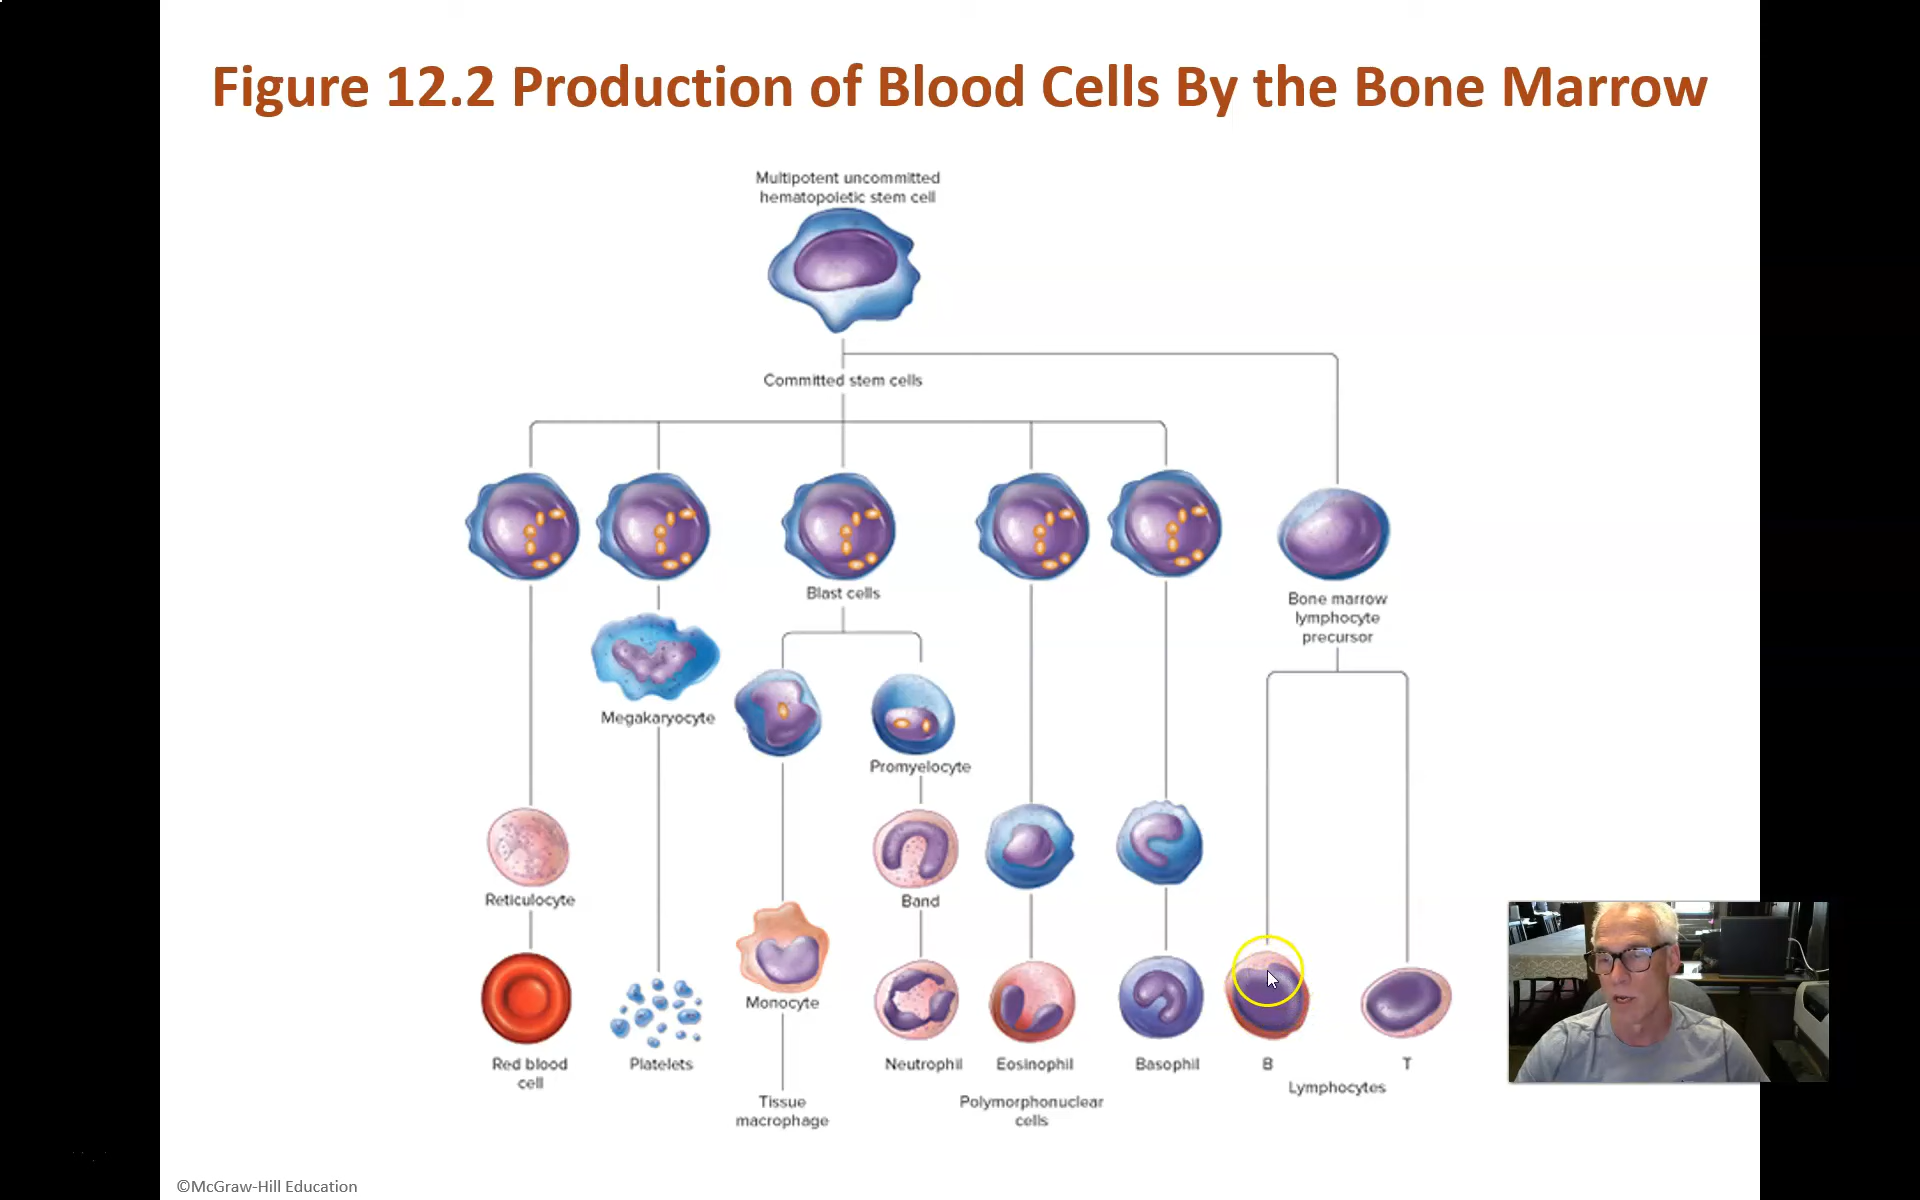 Figure 12.2 Production of Blood Cells By the Bone Marrow
Multipotent uncommitted
hematopoietic stem cell
Committed stem cells
Blast cells
Bone marrow
lymphocyte
precursor
Megakaryocyte
Promyelocyte
Reticulocyte
Band
Monocyte
Red blood
cell
Platelets
Neutrophil
Eosinophil
Basophil
B
T
Lymphocytes
Tissue
macrophage
Polymorphonuclear
cells
©McGraw-Hill Education